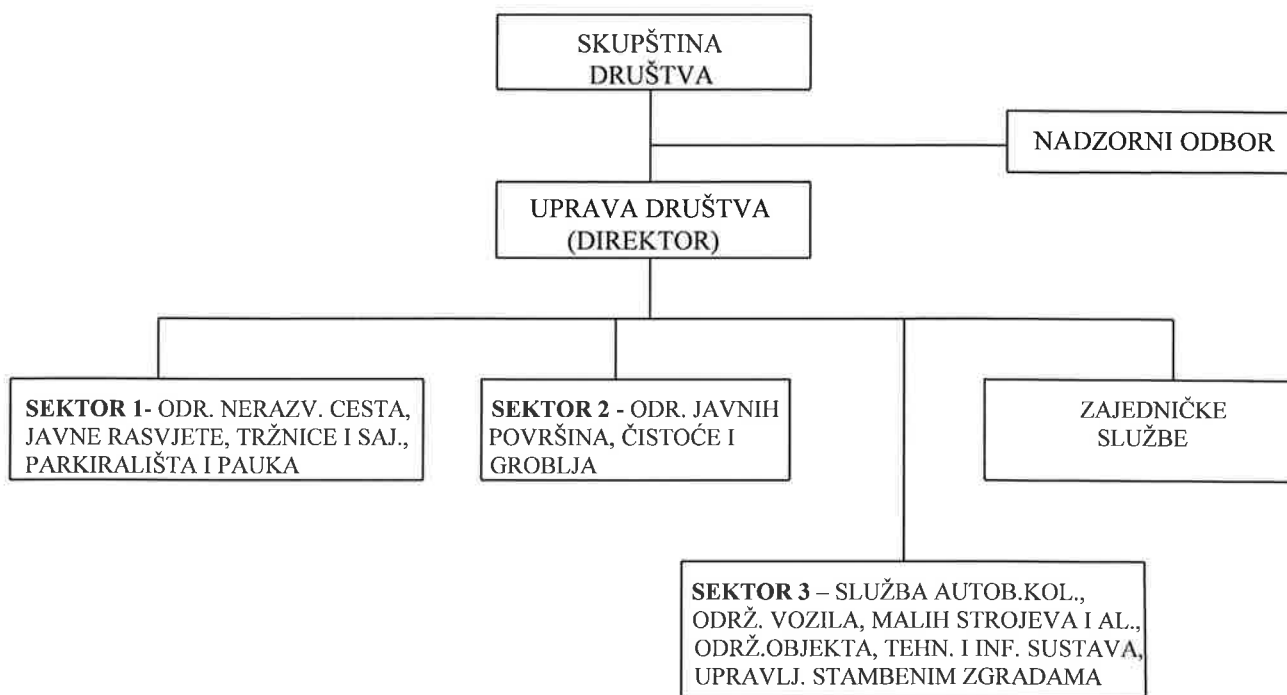 SKUPŠTINA
DRUŠTVA
NADZORNI ODBOR
UPRAVA DRUŠTVA
(DIREKTOR)
SEKTOR 1- ODR. NERAZV. CESTA,
JAVNE RASVJETE, TRŽNICE I SAJ.,
PARKIRALIŠTA I PAUKA
SEKTOR 2 - ODR. JAVNIH
POVRŠINA, ČISTOĆE I
GROBLJA
ZAJEDNIČKE
SLUŽBE
SEKTOR 3 – SLUŽBA AUTOB.KOL.,
ODRŽ. VOZILA, MALIH STROJEVA I AL.,
ODRŽ.OBJEKTA, TEHN. I INF. SUSTAVA,
UPRAVLJ. STAMBENIM ZGRADAMA